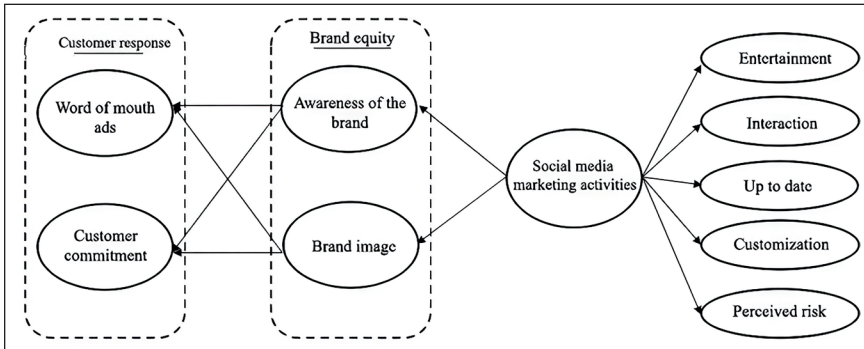 Customer response
Word of mouth
ads
Customer
commitment
Brand equity
Awareness of the
brand
Brand image
Social media
marketing activities
Entertainment
Interaction
Up to date
Customization
Perceived risk